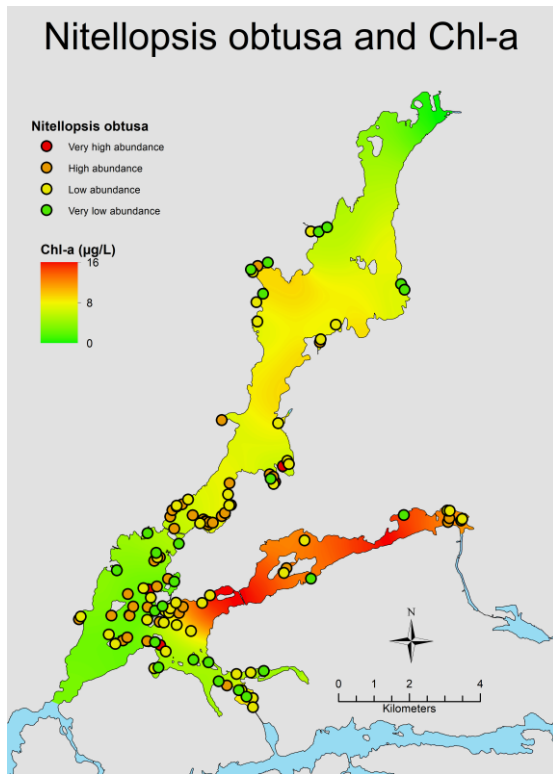 Nitellopsis obtusa and Chl-a
Nitellopsis obtusa
Very high abundance
High abundance
Low abundance
Very low abundance
Chl-a (µg/L)
16
8
0
N
0 1 2 4
Kilometers